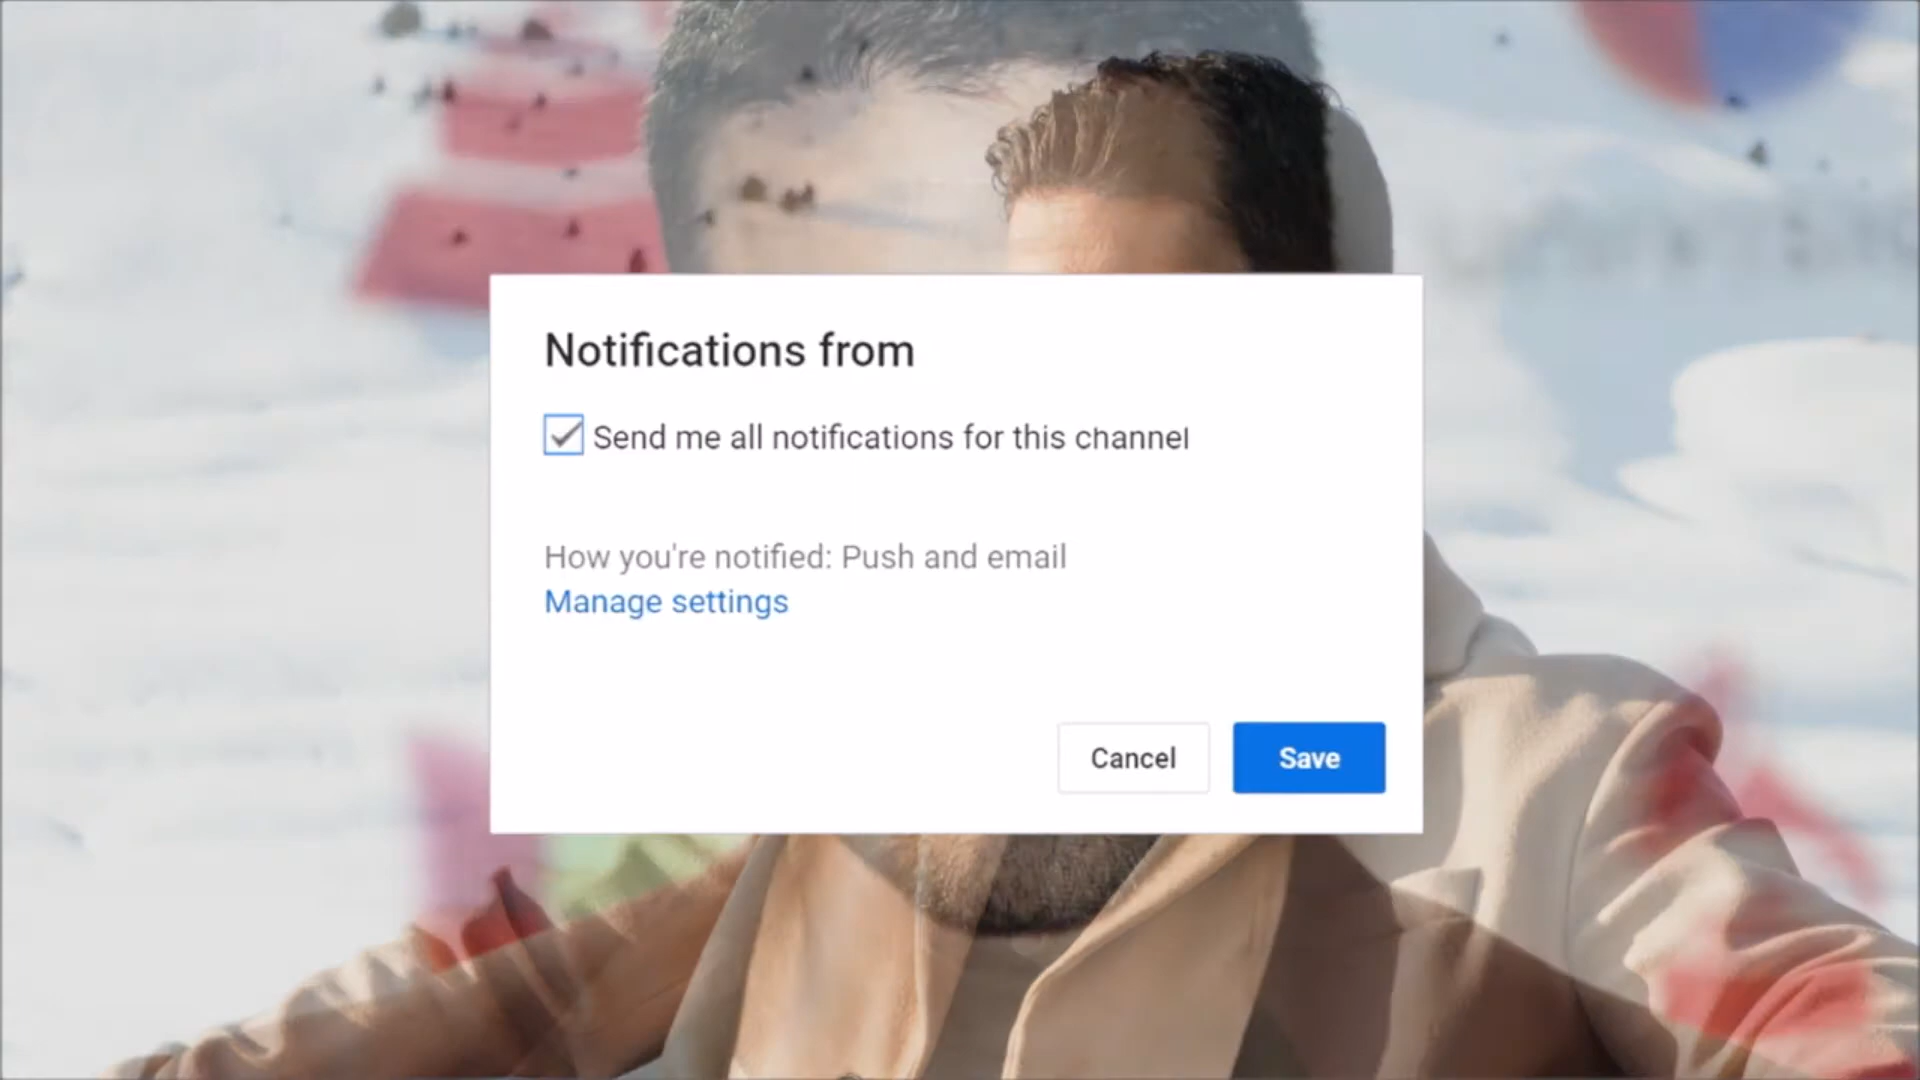 Notifications from
Send me all notifications for this channel
How you're notified: Push and email
Manage settings
Cancel
Save